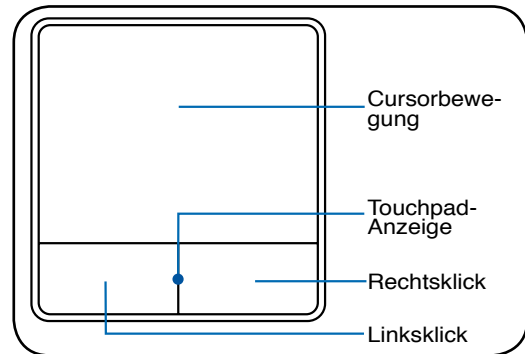 Cursorbewe-
gung
Touchpad-
Anzeige
Rechtsklick
Linksklick